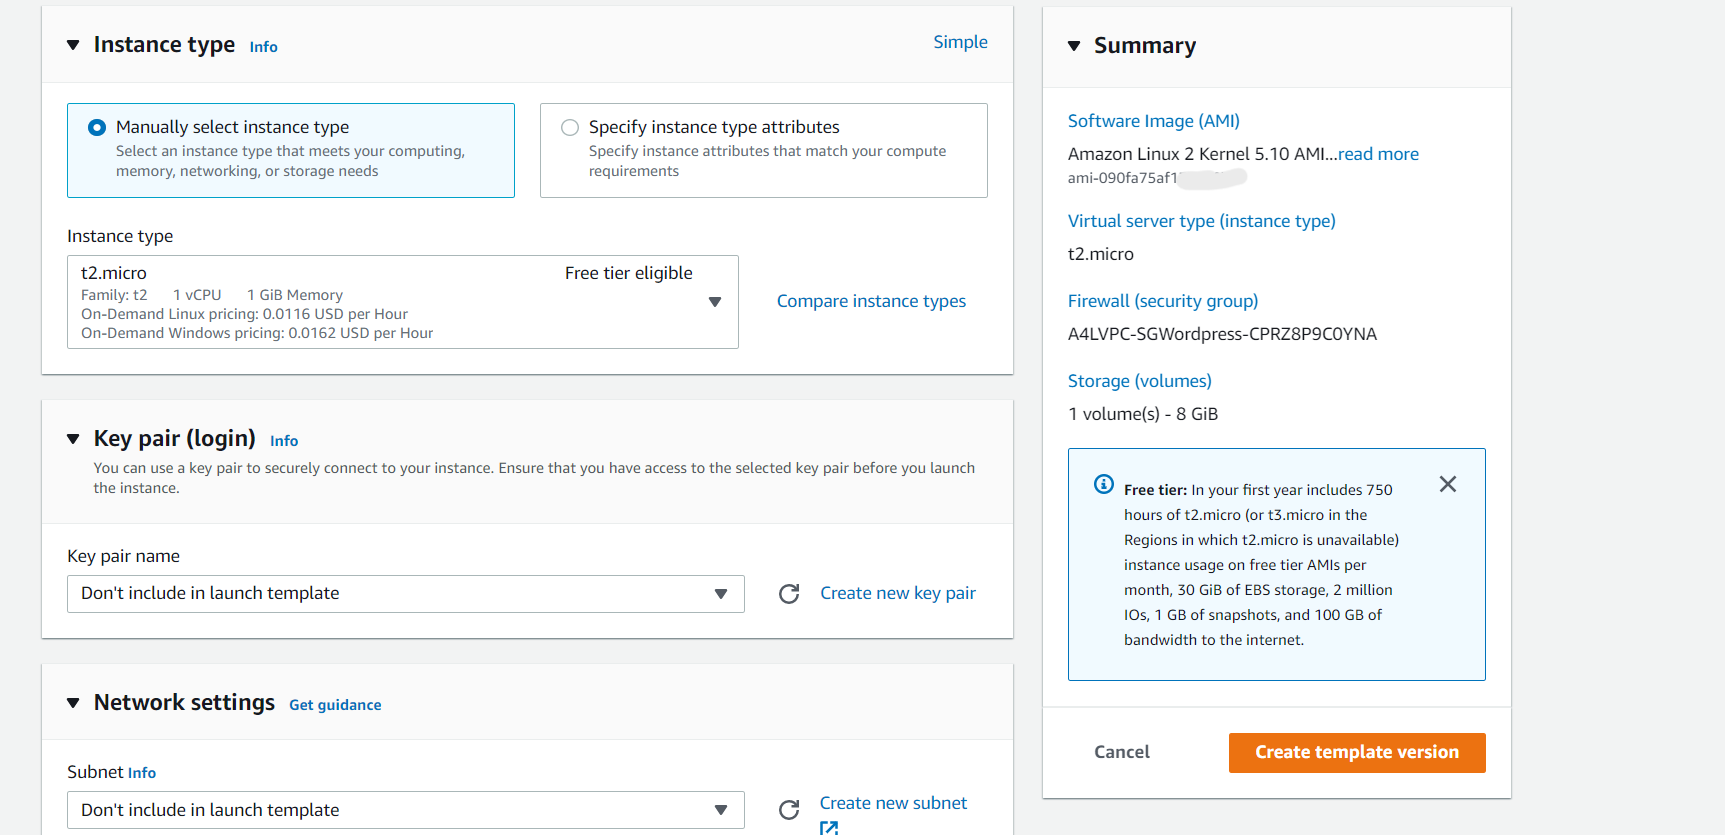 Instance type Info
Simple
Manually select instance type
Select an instance type that meets your computing,
memory, networking, or storage needs
Specify instance type attributes
Specify instance attributes that match your compute
requirements
Instance type
t2.micro
Free tier eligible
Family: t2 1 vCPU 1 GiB Memory
On-Demand Linux pricing: 0.0116 USD per Hour
On-Demand Windows pricing: 0.0162 USD per Hour
Compare instance types
Key pair (login) Info
You can use a key pair to securely connect to your instance. Ensure that you have access to the selected key pair before you launch
the instance.
Key pair name
Don't include in launch template
Create new key pair
Network settings Get guidance
Subnet Info
Don't include in launch template
Create new subnet
Summary
Software Image (AMI)
Amazon Linux 2 Kernel 5.10 AMI...read more
ami-090fa75af1
Virtual server type (instance type)
t2.micro
Firewall (security group)
A4LVPC-SGWordpress-CPRZ8P9C0YNA
Storage (volumes)
1 volume(s) - 8 GiB
Free tier: In your first year includes 750
hours of t2.micro (or t3.micro in the
Regions in which t2.micro is unavailable)
instance usage on free tier AMIs per
month, 30 GiB of EBS storage, 2 million
IOs, 1 GB of snapshots, and 100 GB of
bandwidth to the internet.
Cancel
Create template version